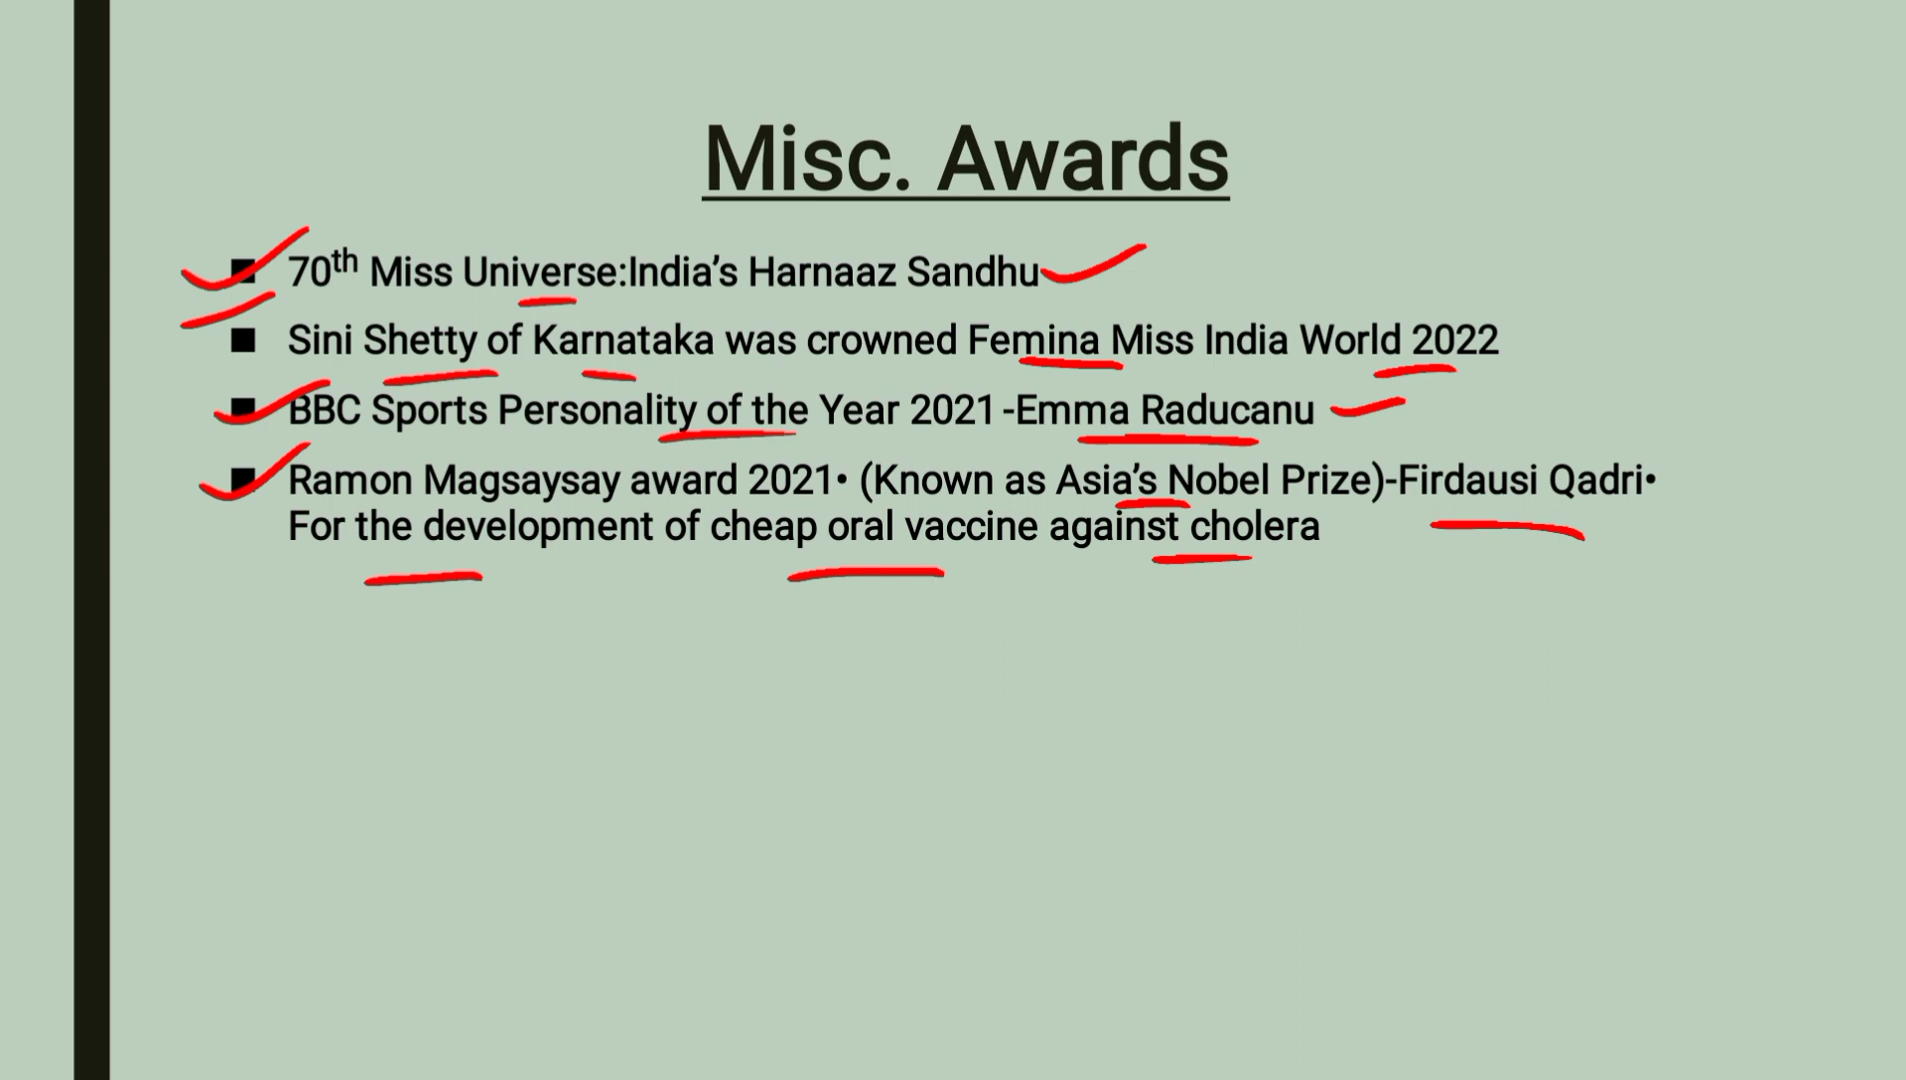 Misc. Awards
■ 70th Miss Universe:India’s Harnaaz Sandhu
■ Sini Shetty of Karnataka was crowned Femina Miss India World 2022
■ BBC Sports Personality of the Year 2021-Emma Raducanu
■ Ramon Magsaysay award 2021• (Known as Asia’s Nobel Prize)-Firdausi Qadri•
For the development of cheap oral vaccine against cholera